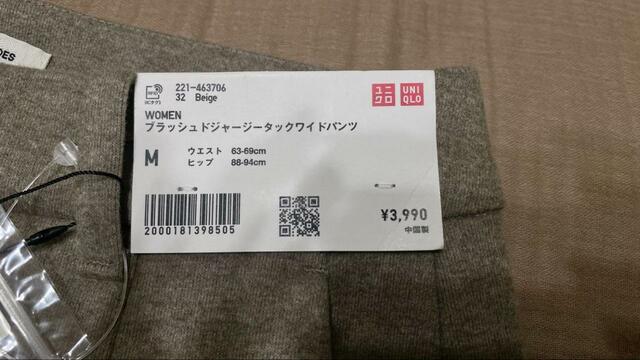 DES
221-463706
32 Beige
ユニクロ
UNIQLO
WOMEN
ブラッシュドジャージータックワイドパンツ
M
ウエスト 63-69cm
ヒップ 88-94cm
2000181398505
¥3,990
中国製